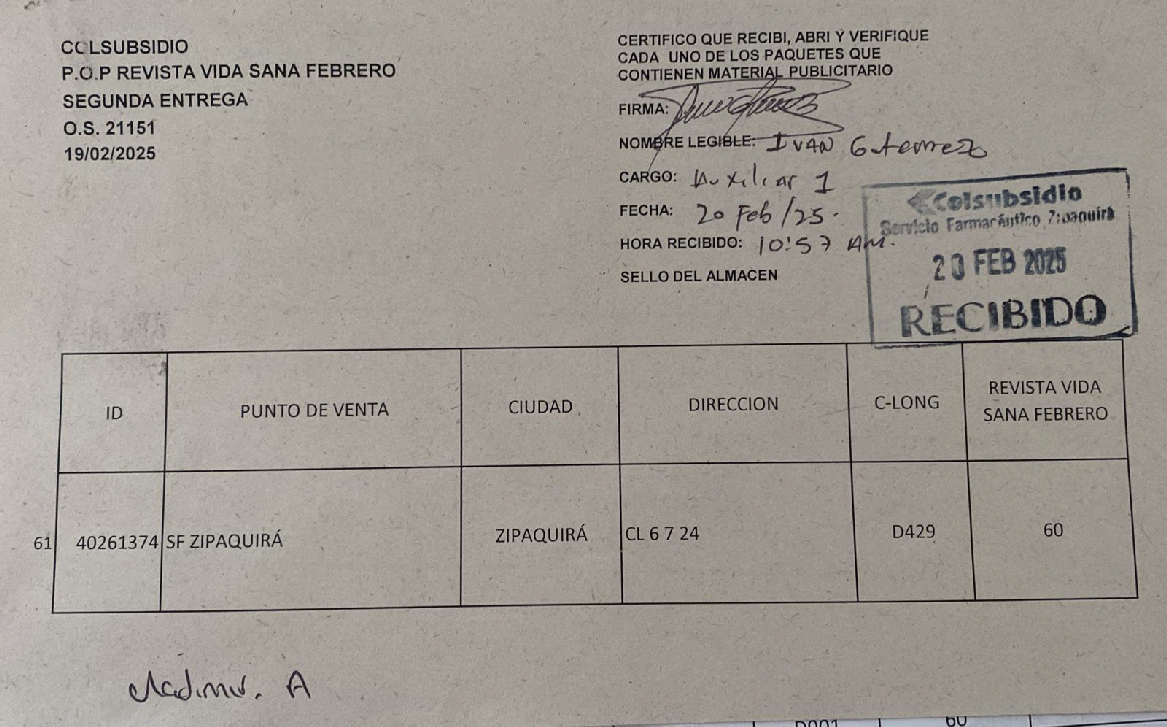 COLSUBSIDIO
P.O.P REVISTA VIDA SANA FEBRERO
SEGUNDA ENTREGA
O.S. 21151
19/02/2025
CERTIFICO QUE RECIBI, ABRI Y VERIFIQUE
CADA UNO DE LOS PAQUETES QUE
CONTIENEN MATERIAL PUBLICITARIO
FIRMA:
NOMBRE LEGIBLE: IVAN Gutierrez
CARGO: Auxiliar 1
FECHA: 20 Feb/25.
HORA RECIBIDO: 10:57 AM.
SELLO DEL ALMACEN
Colsubsidio
Servicio Farmacéutico Zipaquirá
20 FEB 2025
RECIBIDO
ID PUNTO DE VENTA CIUDAD DIRECCION C-LONG REVISTA VIDA
SANA FEBRERO
61 40261374 SF ZIPAQUIRÁ ZIPAQUIRÁ CL 6 7 24 D429 60
Vladimir. A
60